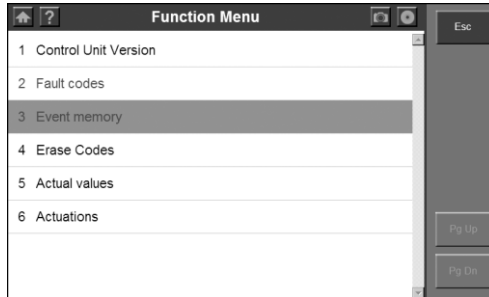 ?
Function Menu
Esc
1 Control Unit Version
2 Fault codes
3 Event memory
4 Erase Codes
5 Actual values
6 Actuations
Pg Up
Pg Dn